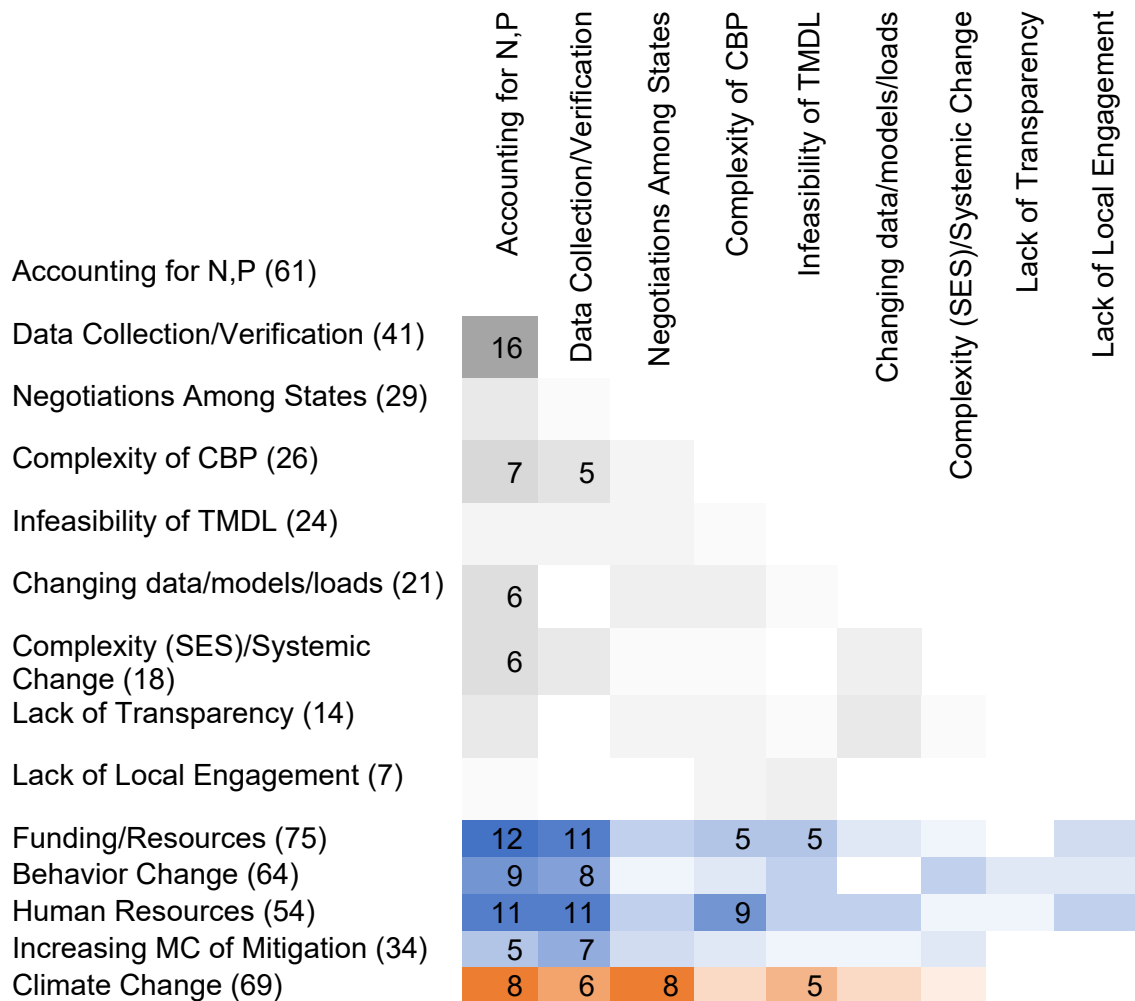 Accounting for N,P
Data Collection/Verification
Negotiations Among States
Complexity of CBP
Infeasibility of TMDL
Changing data/models/loads
Complexity (SES)/Systemic Change
Lack of Transparency
Lack of Local Engagement
Accounting for N,P (61)
Data Collection/Verification (41) 16
Negotiations Among States (29)
Complexity of CBP (26) 7 5
Infeasibility of TMDL (24)
Changing data/models/loads (21) 6
Complexity (SES)/Systemic
Change (18) 6
Lack of Transparency (14)
Lack of Local Engagement (7)
Funding/Resources (75) 12 11 5 5
Behavior Change (64) 9 8
Human Resources (54) 11 11 9
Increasing MC of Mitigation (34) 5 7
Climate Change (69) 8 6 8 5